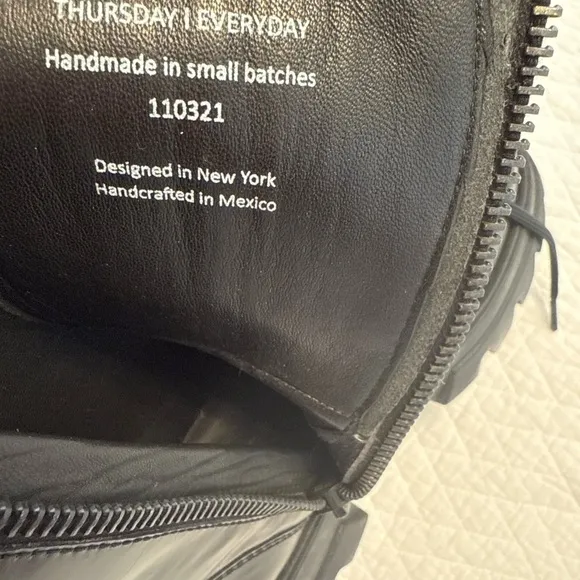 THURSDAY | EVERYDAY
Handmade in small batches
110321
Designed in New York
Handcrafted in Mexico